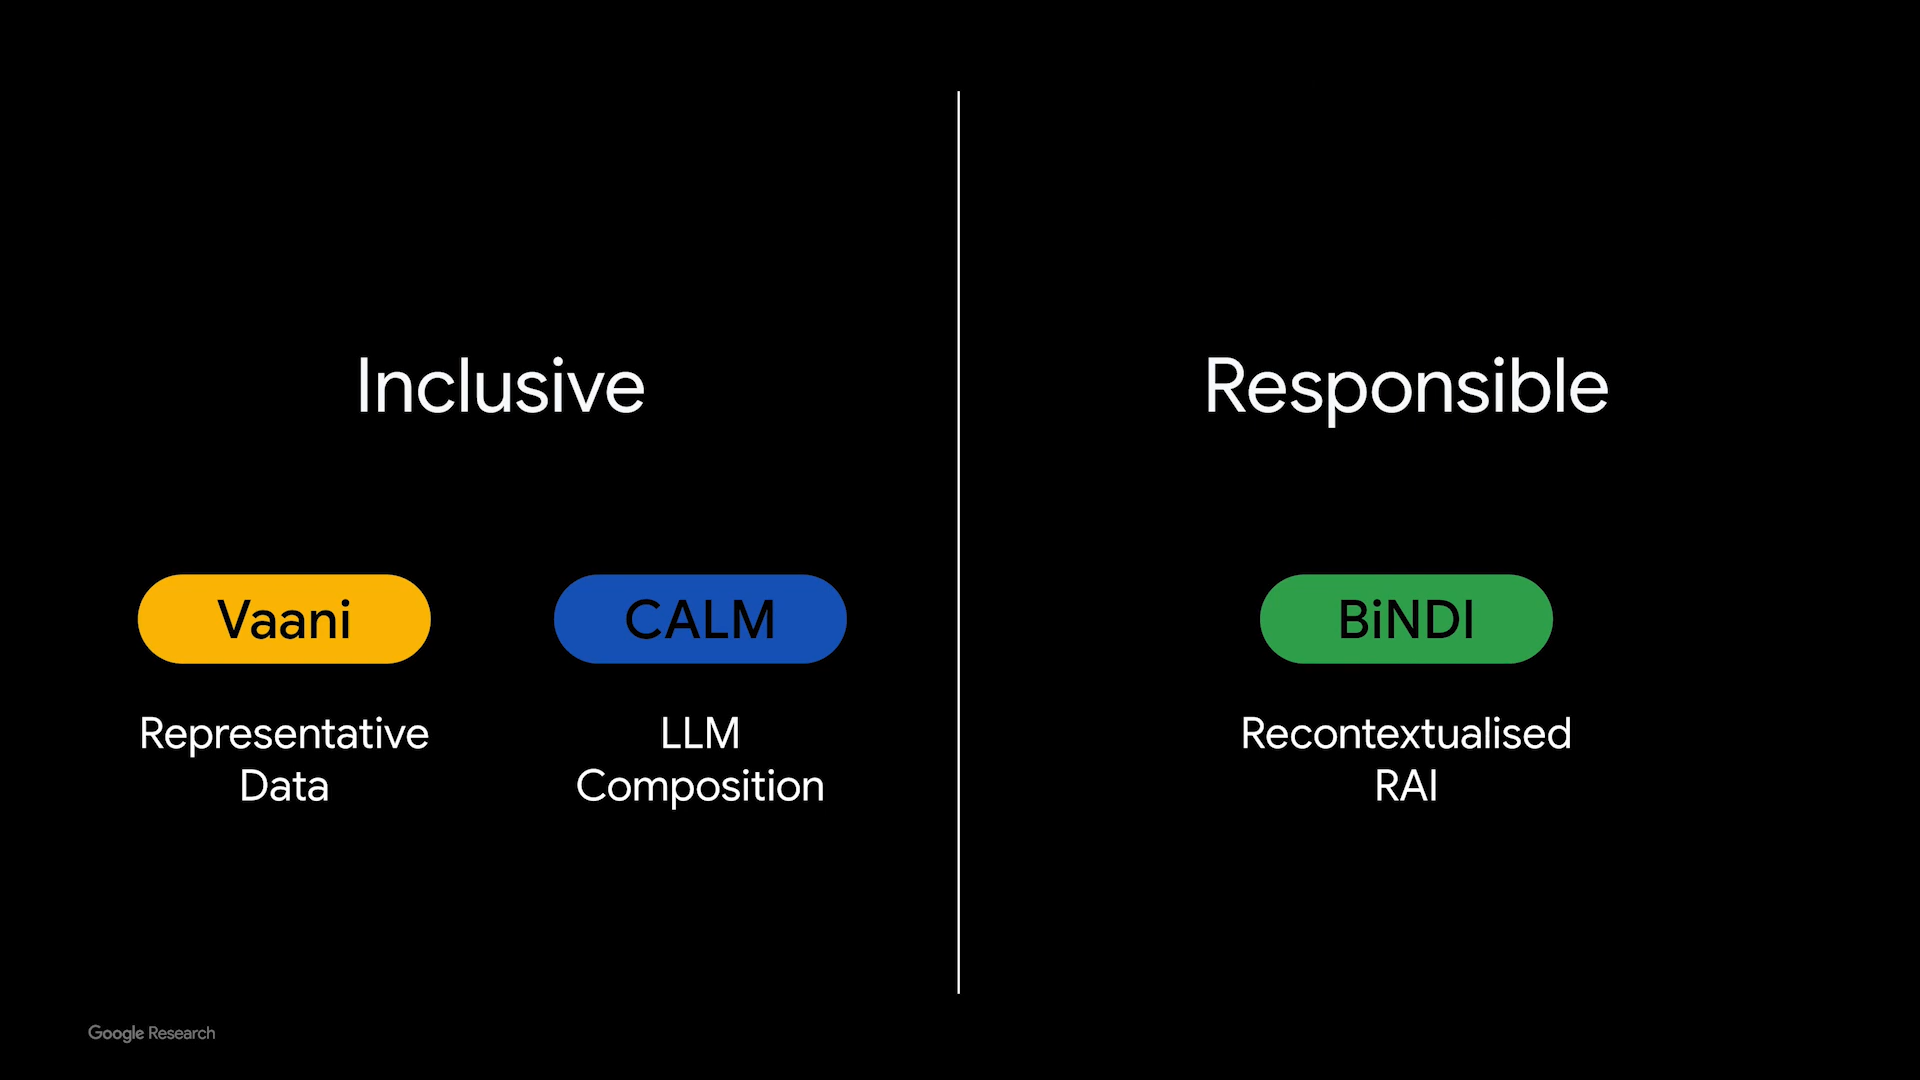 Inclusive
Vaani
Representative
Data
CALM
LLM
Composition
Responsible
BiNDI
Recontextualised
RAI
Google Research